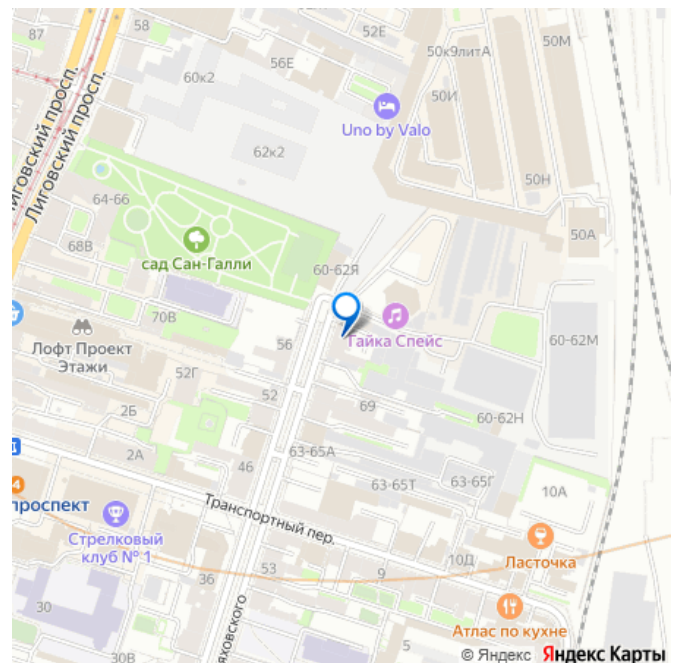 87
58
52Е
50М
50к9литА
56Е
60к2
50И
Uno by Valo
62к2
Лиговский просп.
Лиговский просп.
64-66
50Н
50А
68В
сад Сан-Галли
60-62Я
70В
56
Тайка Спейс
60-62М
Лофт Проект
Этажи
52Г
52
69
2Б
60-62Н
2А
46
63-65А
63-65Т
63-65Г
10А
проспект
Транспортный пер.
Стрелковый
клуб № 1
Ласточка
36
53
9
10Д
30
30В
5
Атлас по кухне
© Яндекс Яндекс Карты